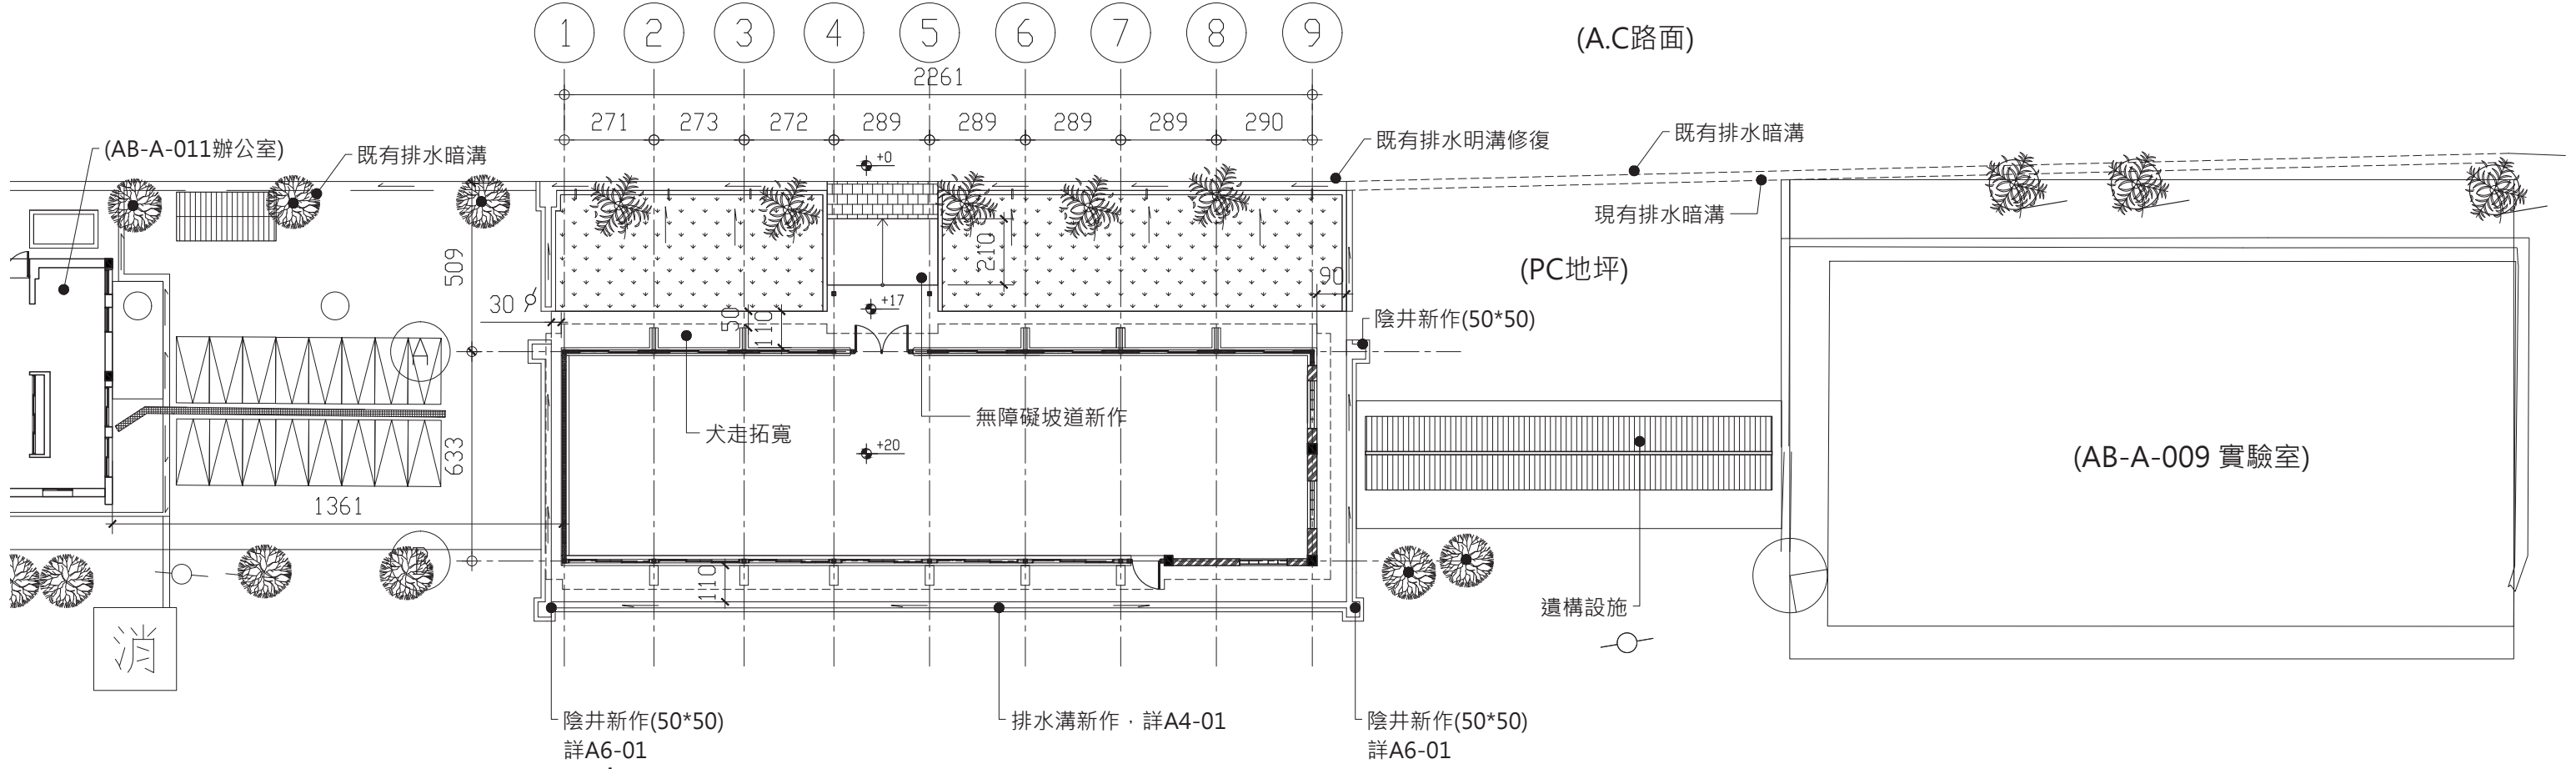 1 2 3 4 5 6 7 8 9
(A.C路面)
2261
271 273 272 289 289 289 289 290
(AB-A-011辦公室)
既有排水暗溝
+0
既有排水明溝修復
既有排水暗溝
現有排水暗溝
509
210
90
(PC地坪)
30
+17
50
110
陰井新作(50*50)
A
犬走拓寬
無障礙坡道新作
+20
633
1361
(AB-A-009 實驗室)
110
遺構設施
消
陰井新作(50*50)
詳A6-01
排水溝新作，詳A4-01
陰井新作(50*50)
詳A6-01